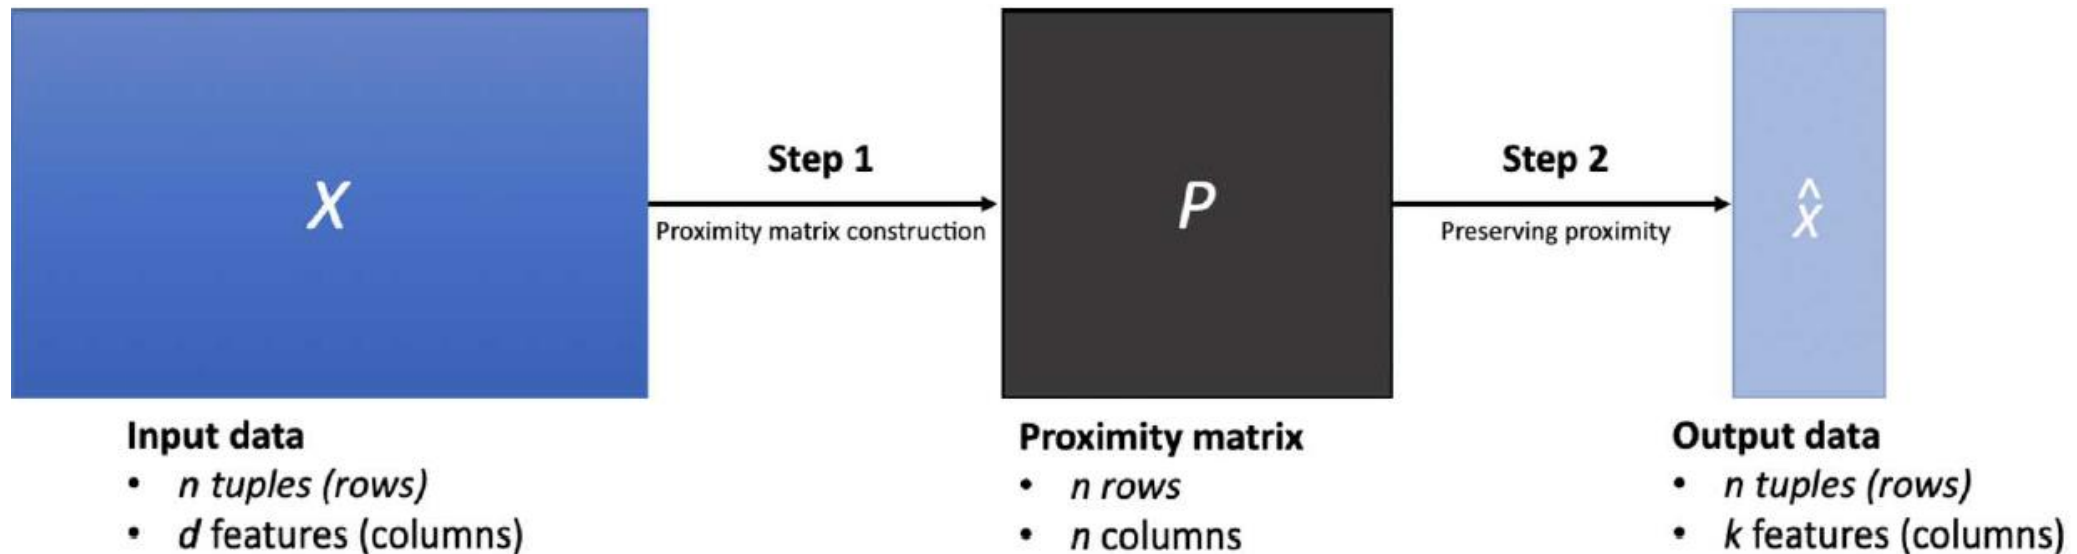 X
Step 1
Proximity matrix construction
P
Step 2
Preserving proximity
x̂
Input data
• n tuples (rows)
• d features (columns)
Proximity matrix
• n rows
• n columns
Output data
• n tuples (rows)
• k features (columns)